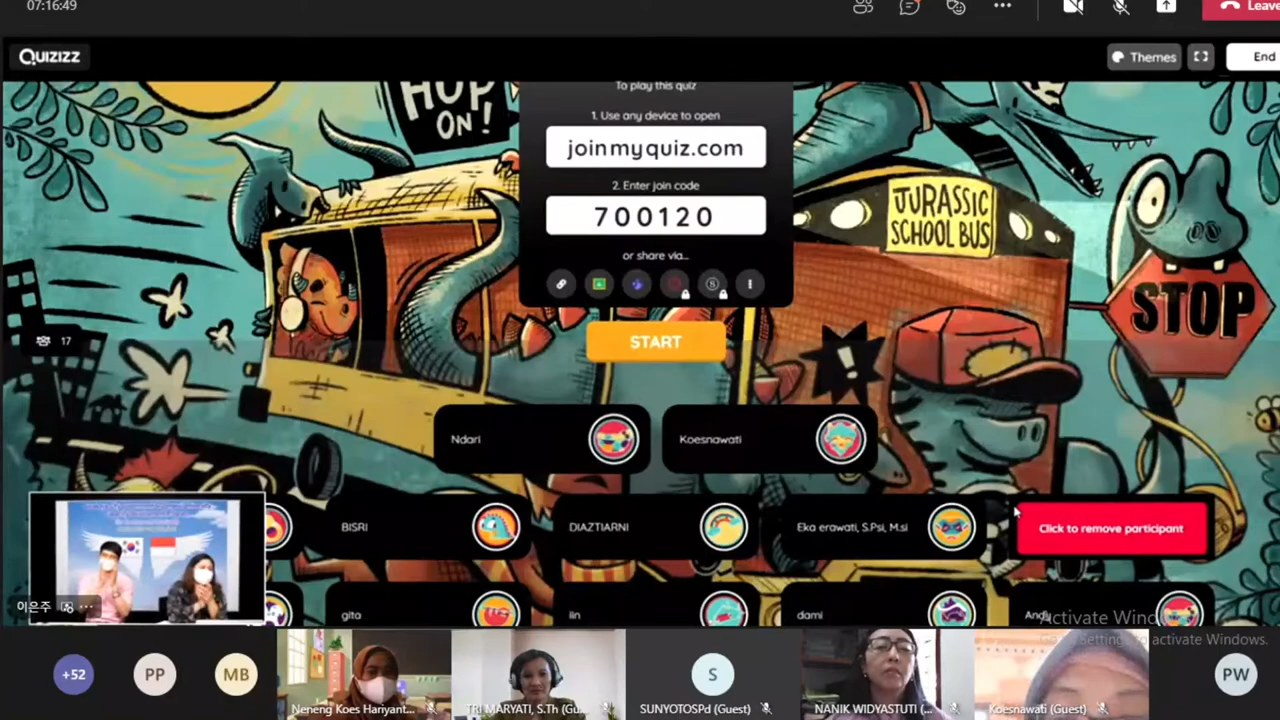 07:16:49
Leave
Quizizz
Themes
End
HOP
ON!
To play this quiz
1. Use any device to open
joinmyquiz.com
2. Enter join code
700120
or share via...
START
JURASSIC
SCHOOL BUS
STOP
!
17
Ndari
Koesnawati
BISRI
DIAZTIARNI
Eka erawati, S.Psi, M.si
Click to remove participant
gita
iin
dami
Andy
이은주
Activate Windows
Go to Settings to activate Windows.
+52
PP
MB
Neneng Koes Hariyant...
TRI MARYATI, S.Th (Gu...
S
SUNYOTOSPd (Guest)
NANIK WIDYASTUTI (...
Koesnawati (Guest)
PW